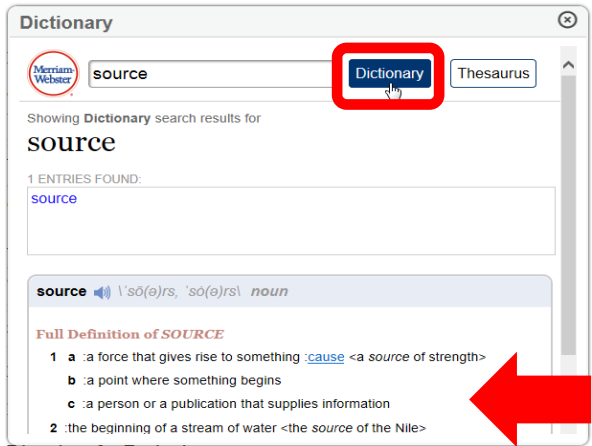 Dictionary
Merriam-
Webster
source
Dictionary
Thesaurus
Showing Dictionary search results for
source
1 ENTRIES FOUND:
source
source \ˈsō(ə)rs, ˈsȯ(ə)rs\ noun
Full Definition of SOURCE
1 a :a force that gives rise to something :cause <a source of strength>
b :a point where something begins
c :a person or a publication that supplies information
2 :the beginning of a stream of water <the source of the Nile>